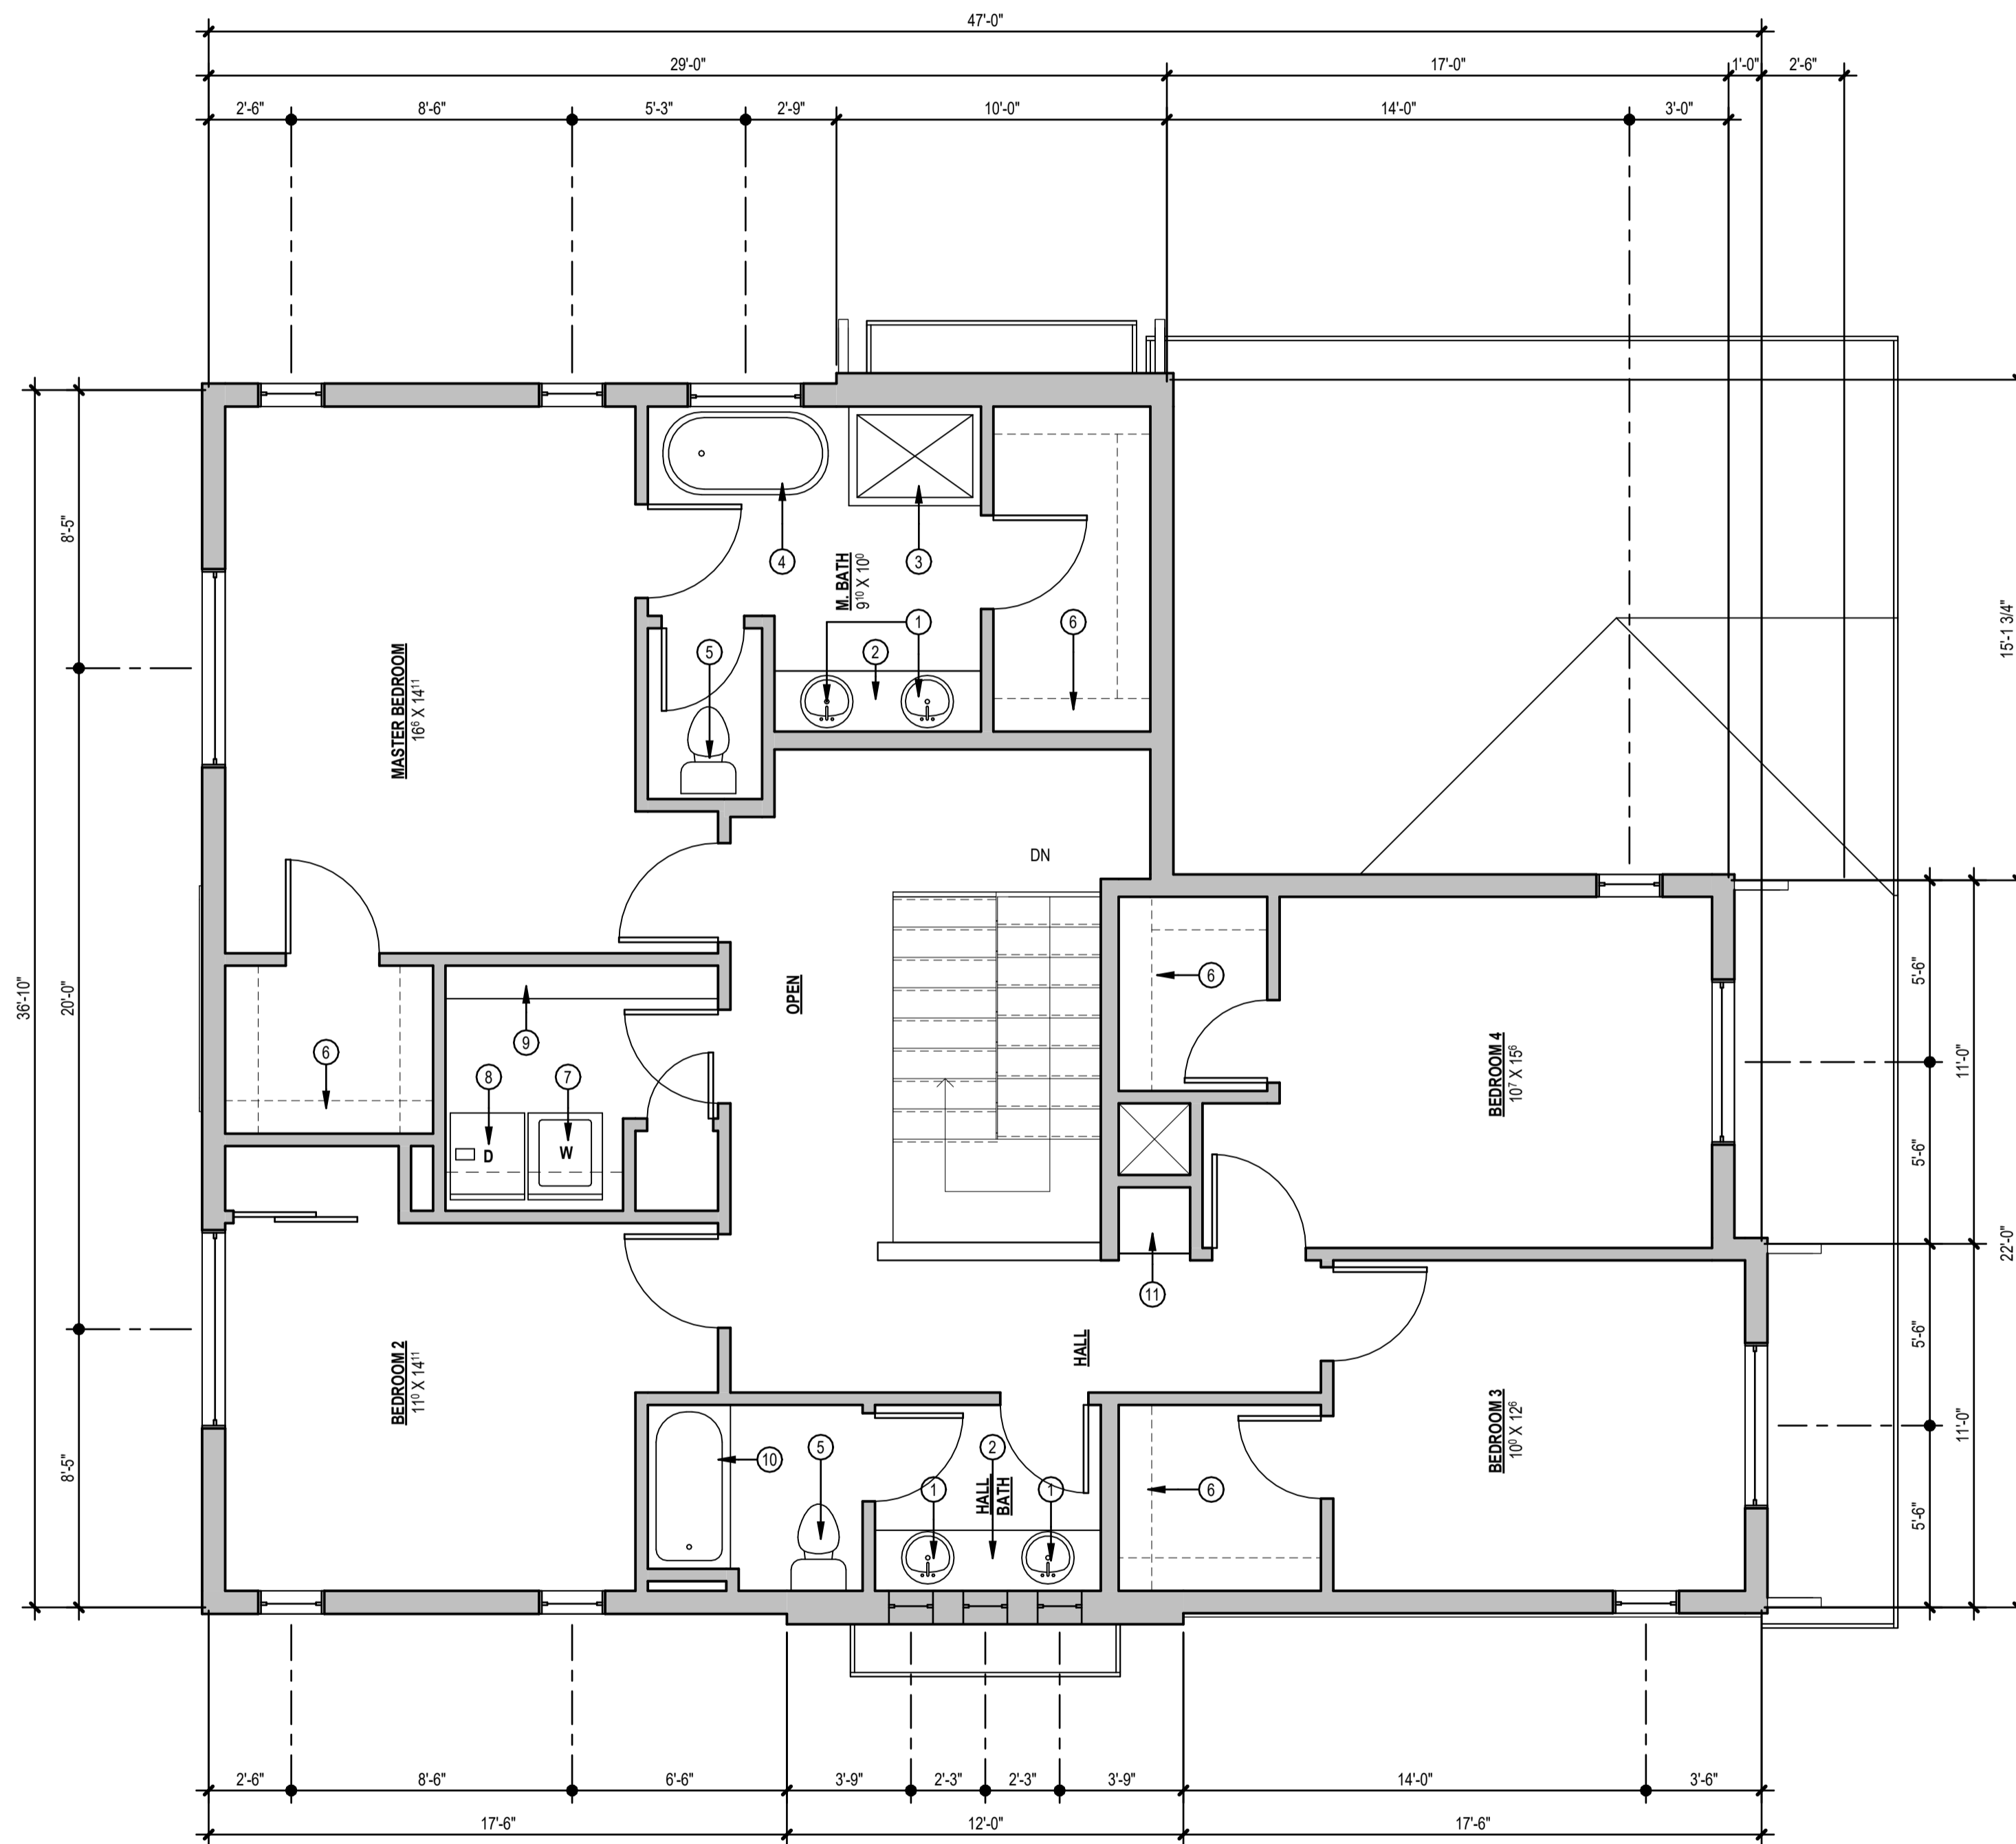 47'-0"
29'-0" 17'-0" 1'-0" 2'-6"
2'-6" 8'-6" 5'-3" 2'-9" 10'-0" 14'-0" 3'-0"
36'-10"
8'-5"
20'-0"
8'-5"
15'-1 3/4"
MASTER BEDROOM
16⁶ X 14¹¹
4
3
M. BATH
9¹⁰ X 10⁰
1
2
5
6
DN
OPEN
6
9
8
7
D
W
6
BEDROOM 4
10⁷ X 15⁶
5'-6"
11'-0"
5'-6"
22'-0"
11
HALL
BEDROOM 2
11⁰ X 14¹¹
10
5
2
1
1
HALL
BATH
6
BEDROOM 3
10⁰ X 12⁶
5'-6"
11'-0"
5'-6"
2'-6" 8'-6" 6'-6" 3'-9" 2'-3" 2'-3" 3'-9" 14'-0" 3'-6"
17'-6" 12'-0" 17'-6"